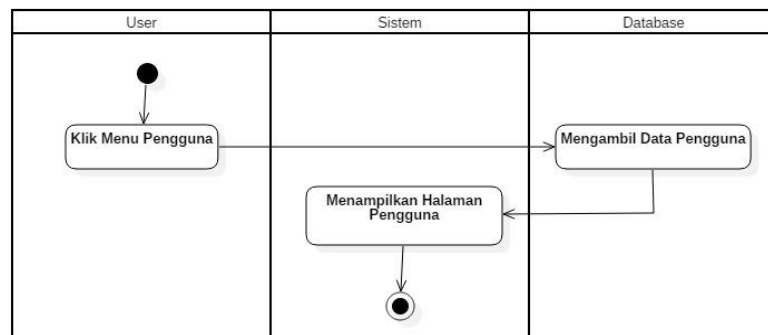 User
Sistem
Database
Klik Menu Pengguna
Mengambil Data Pengguna
Menampilkan Halaman
Pengguna